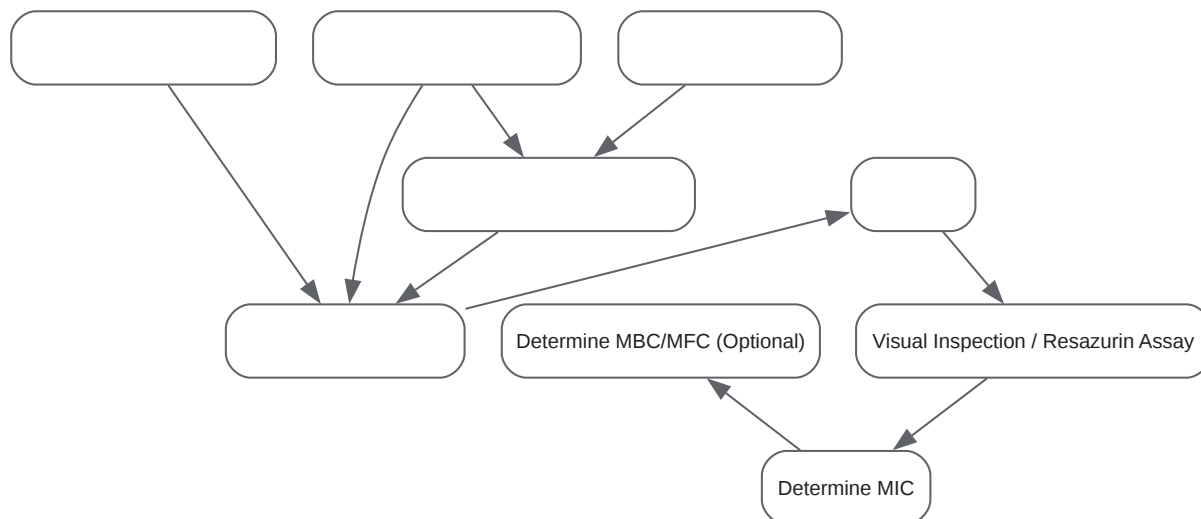 Determine MBC/MFC (Optional)
Visual Inspection / Resazurin Assay
Determine MIC